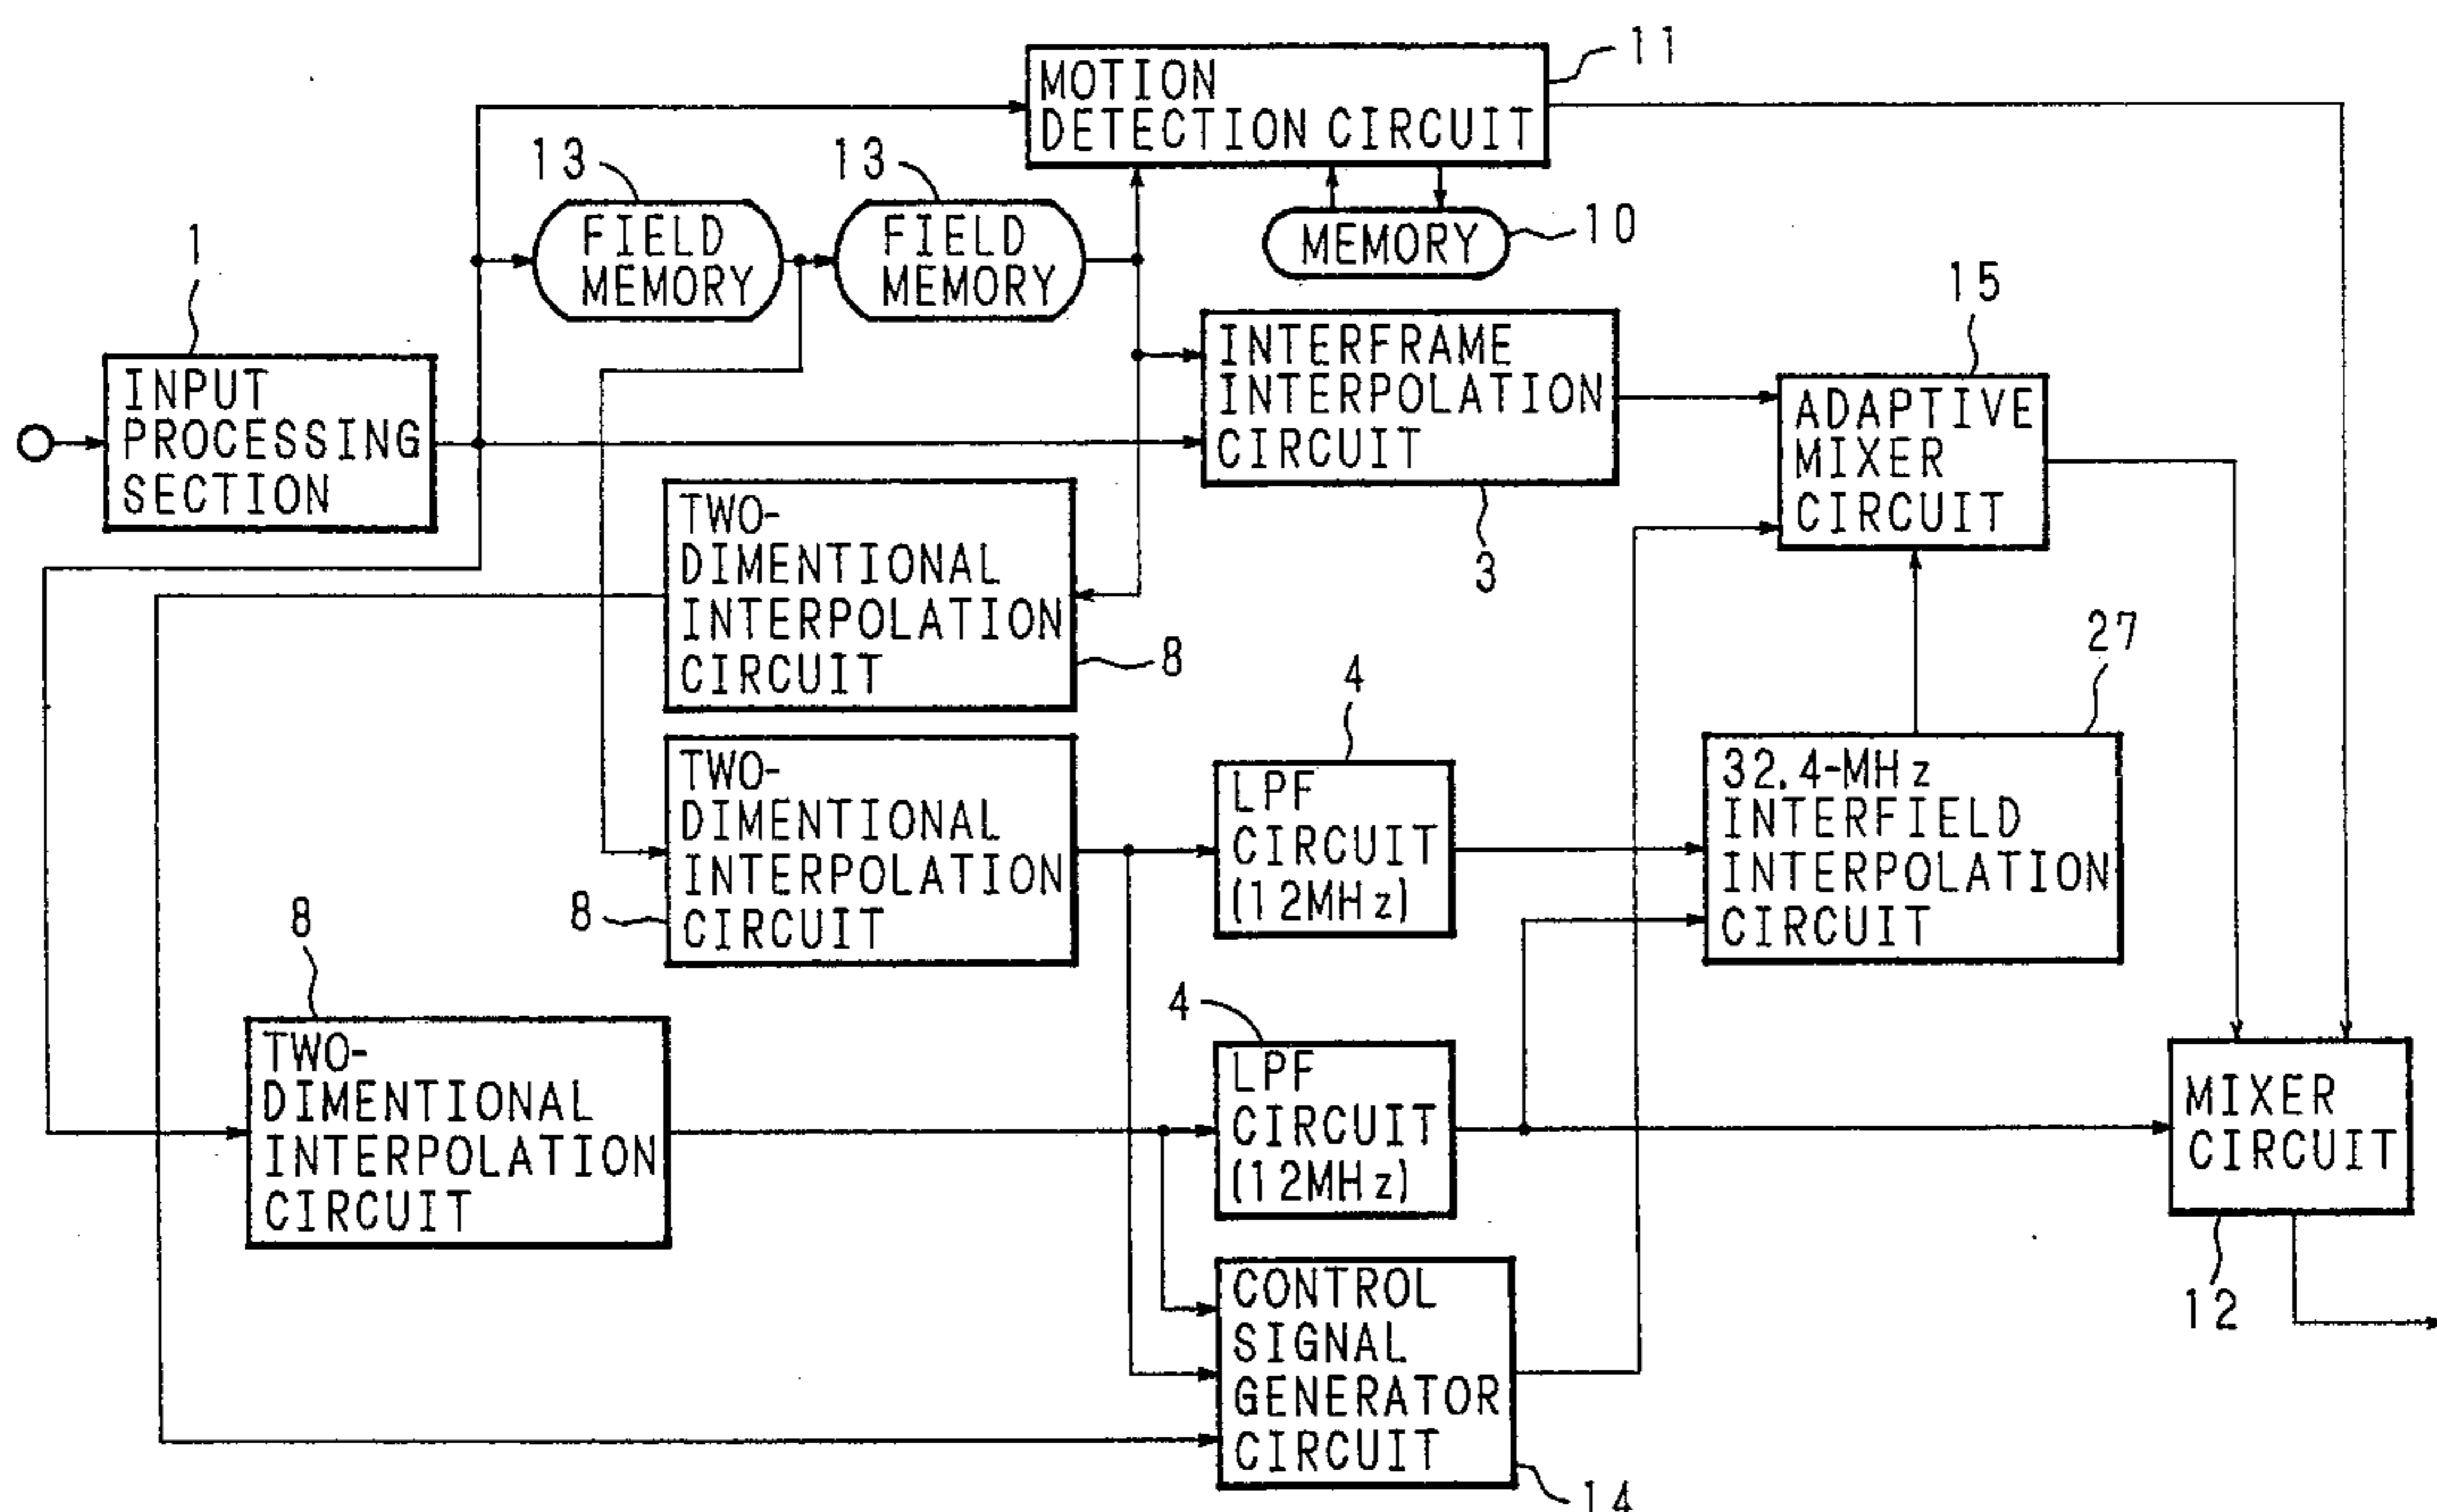 11
MOTION
DETECTION CIRCUIT
13
13
FIELD
MEMORY
FIELD
MEMORY
MEMORY
10
1
INPUT
PROCESSING
SECTION
INTERFRAME
INTERPOLATION
CIRCUIT
3
15
ADAPTIVE
MIXER
CIRCUIT
TWO-
DIMENTIONAL
INTERPOLATION
CIRCUIT
8
27
4
TWO-
DIMENTIONAL
INTERPOLATION
CIRCUIT
8
LPF
CIRCUIT
(12MHz)
32.4-MHz
INTERFIELD
INTERPOLATION
CIRCUIT
8
TWO-
DIMENTIONAL
INTERPOLATION
CIRCUIT
4
LPF
CIRCUIT
(12MHz)
MIXER
CIRCUIT
12
CONTROL
SIGNAL
GENERATOR
CIRCUIT
14